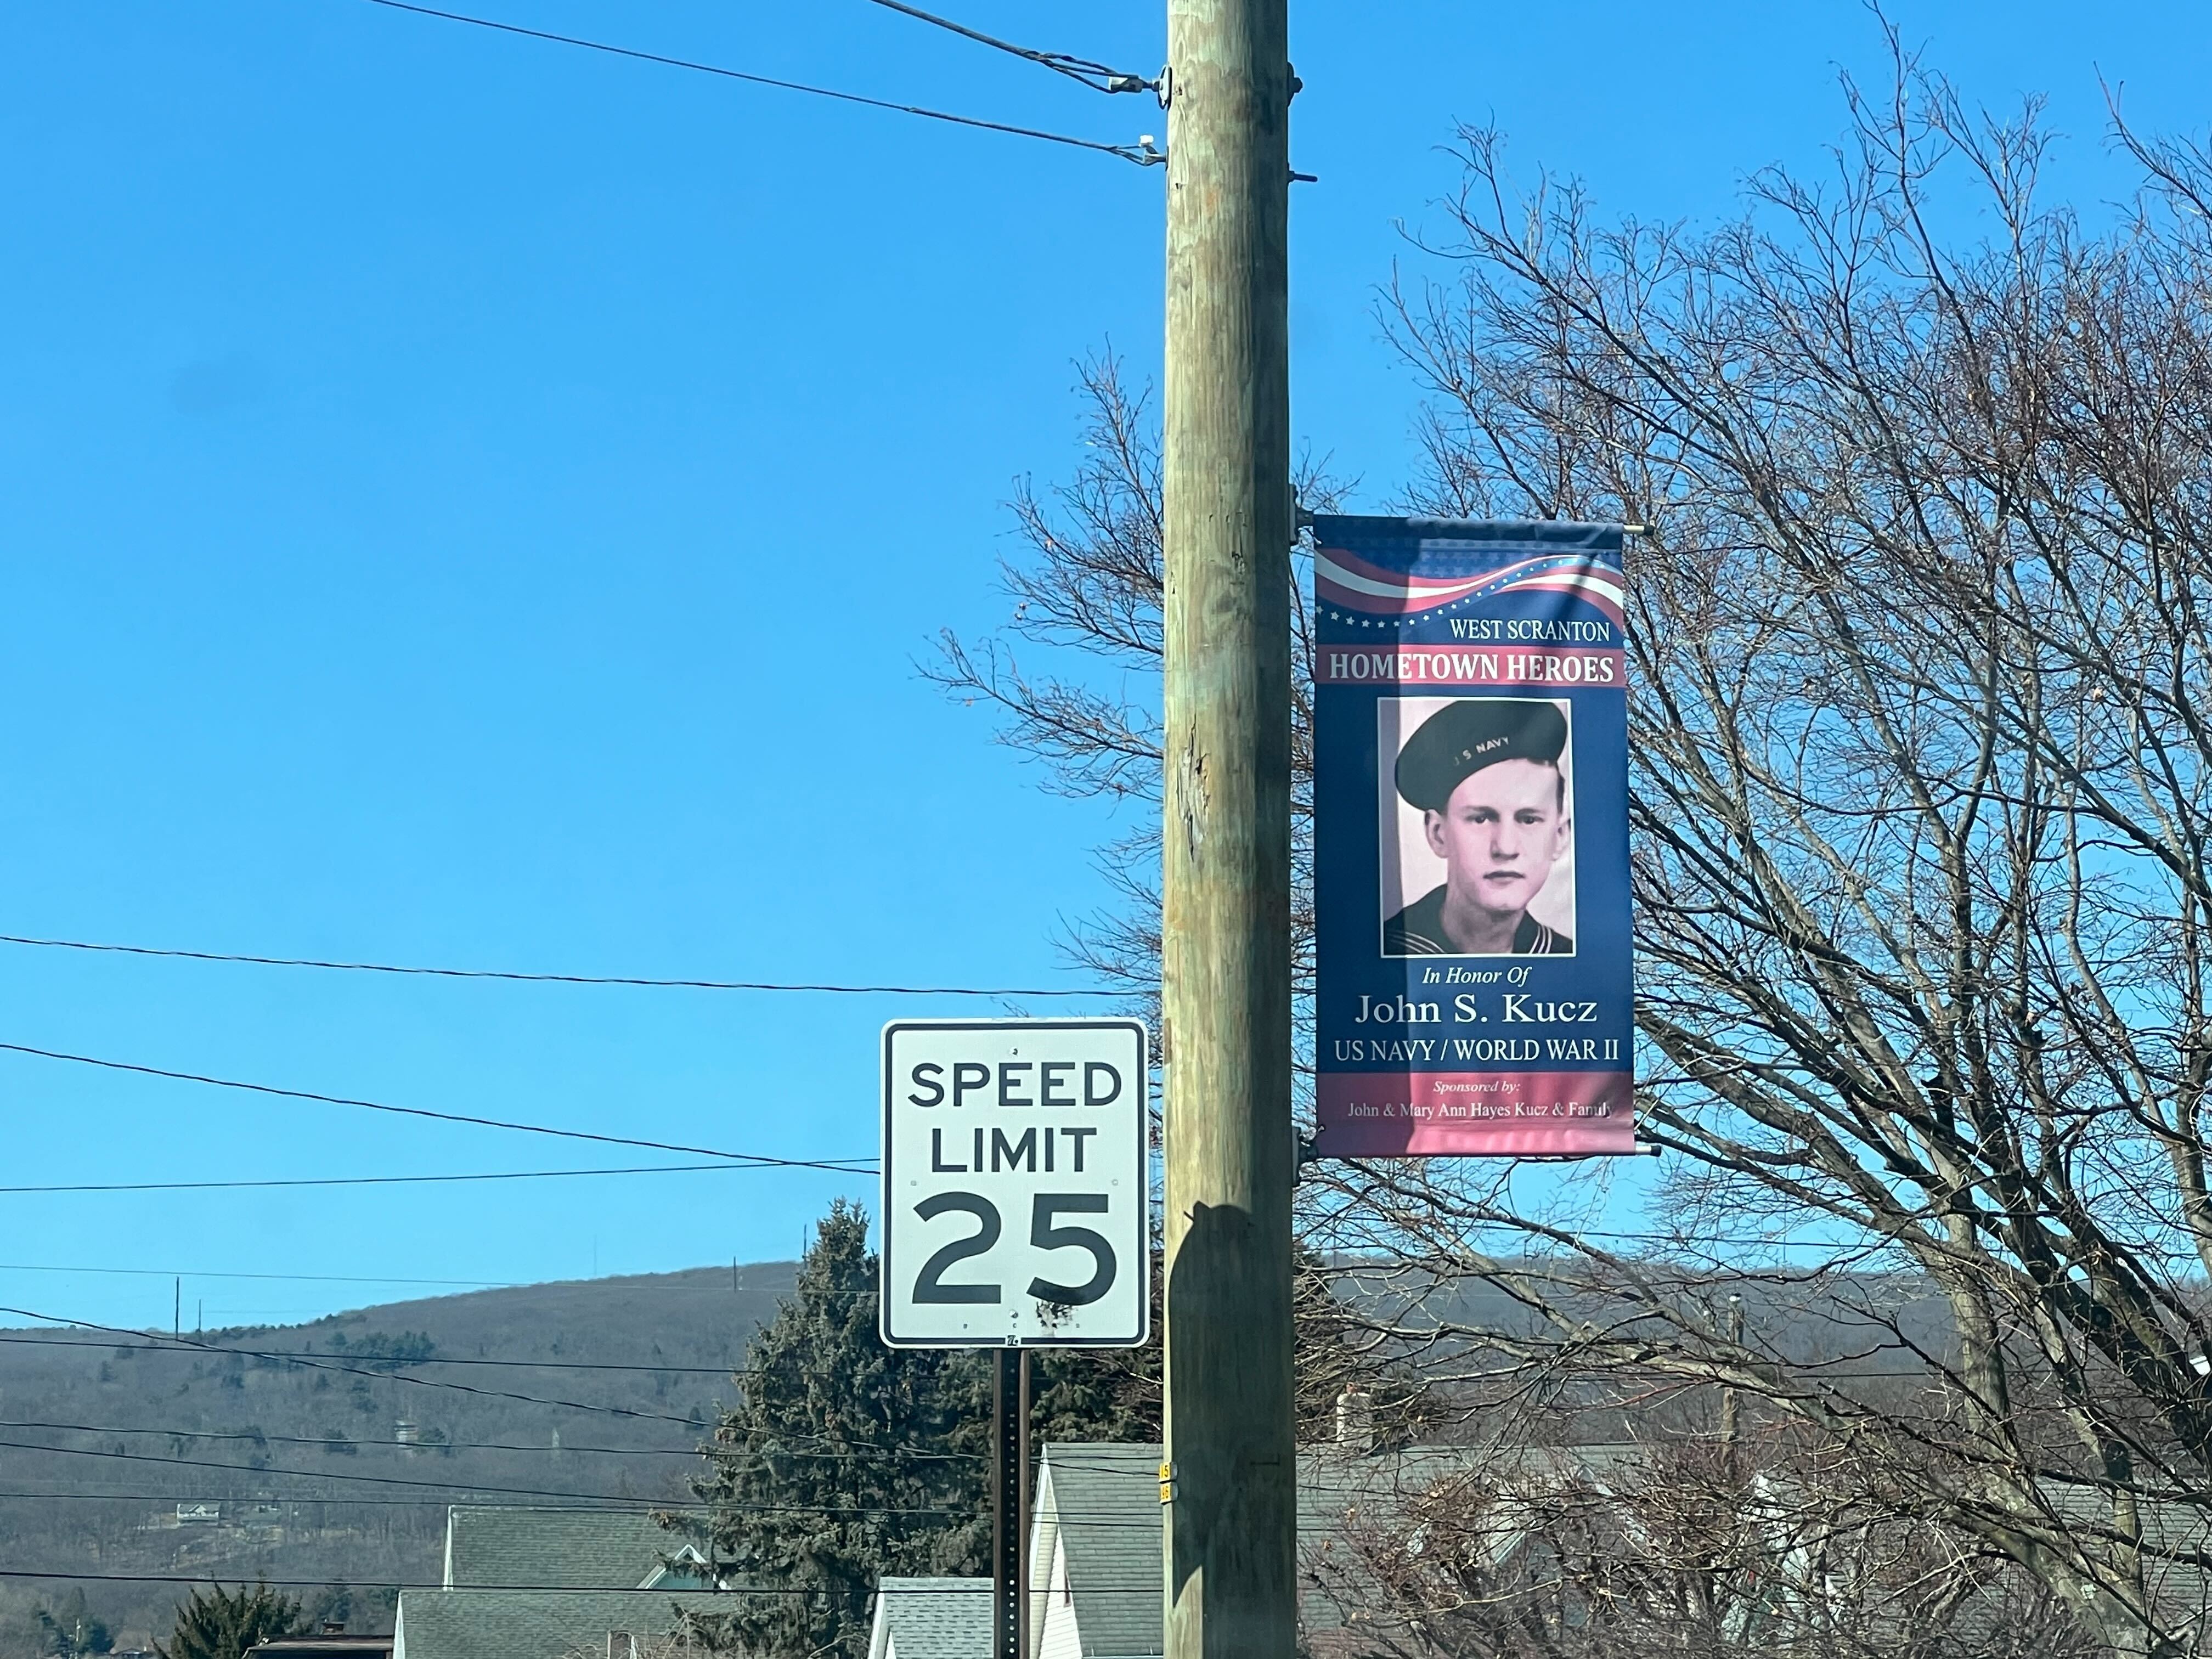 SPEED
LIMIT
25
WEST SCRANTON
HOMETOWN HEROES
S NAVY
In Honor Of
John S. Kucz
US NAVY / WORLD WAR II
Sponsored by:
John & Mary Ann Hayes Kucz & Family